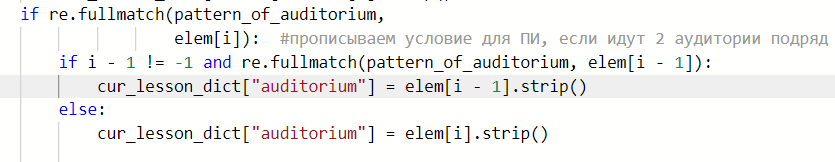 if re.fullmatch(pattern_of_auditorium,
elem[i]): #прописываем условие для ПИ, если идут 2 аудитории подряд
if i - 1 != -1 and re.fullmatch(pattern_of_auditorium, elem[i - 1]):
cur_lesson_dict["auditorium"] = elem[i - 1].strip()
else:
cur_lesson_dict["auditorium"] = elem[i].strip()